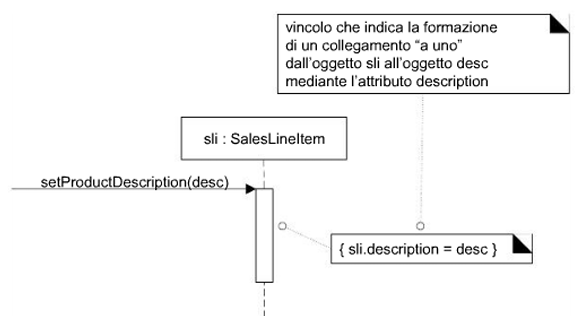 vincolo che indica la formazione
di un collegamento “a uno”
dall’oggetto sli all’oggetto desc
mediante l’attributo description
sli : SalesLineItem
setProductDescription(desc)
{ sli.description = desc }